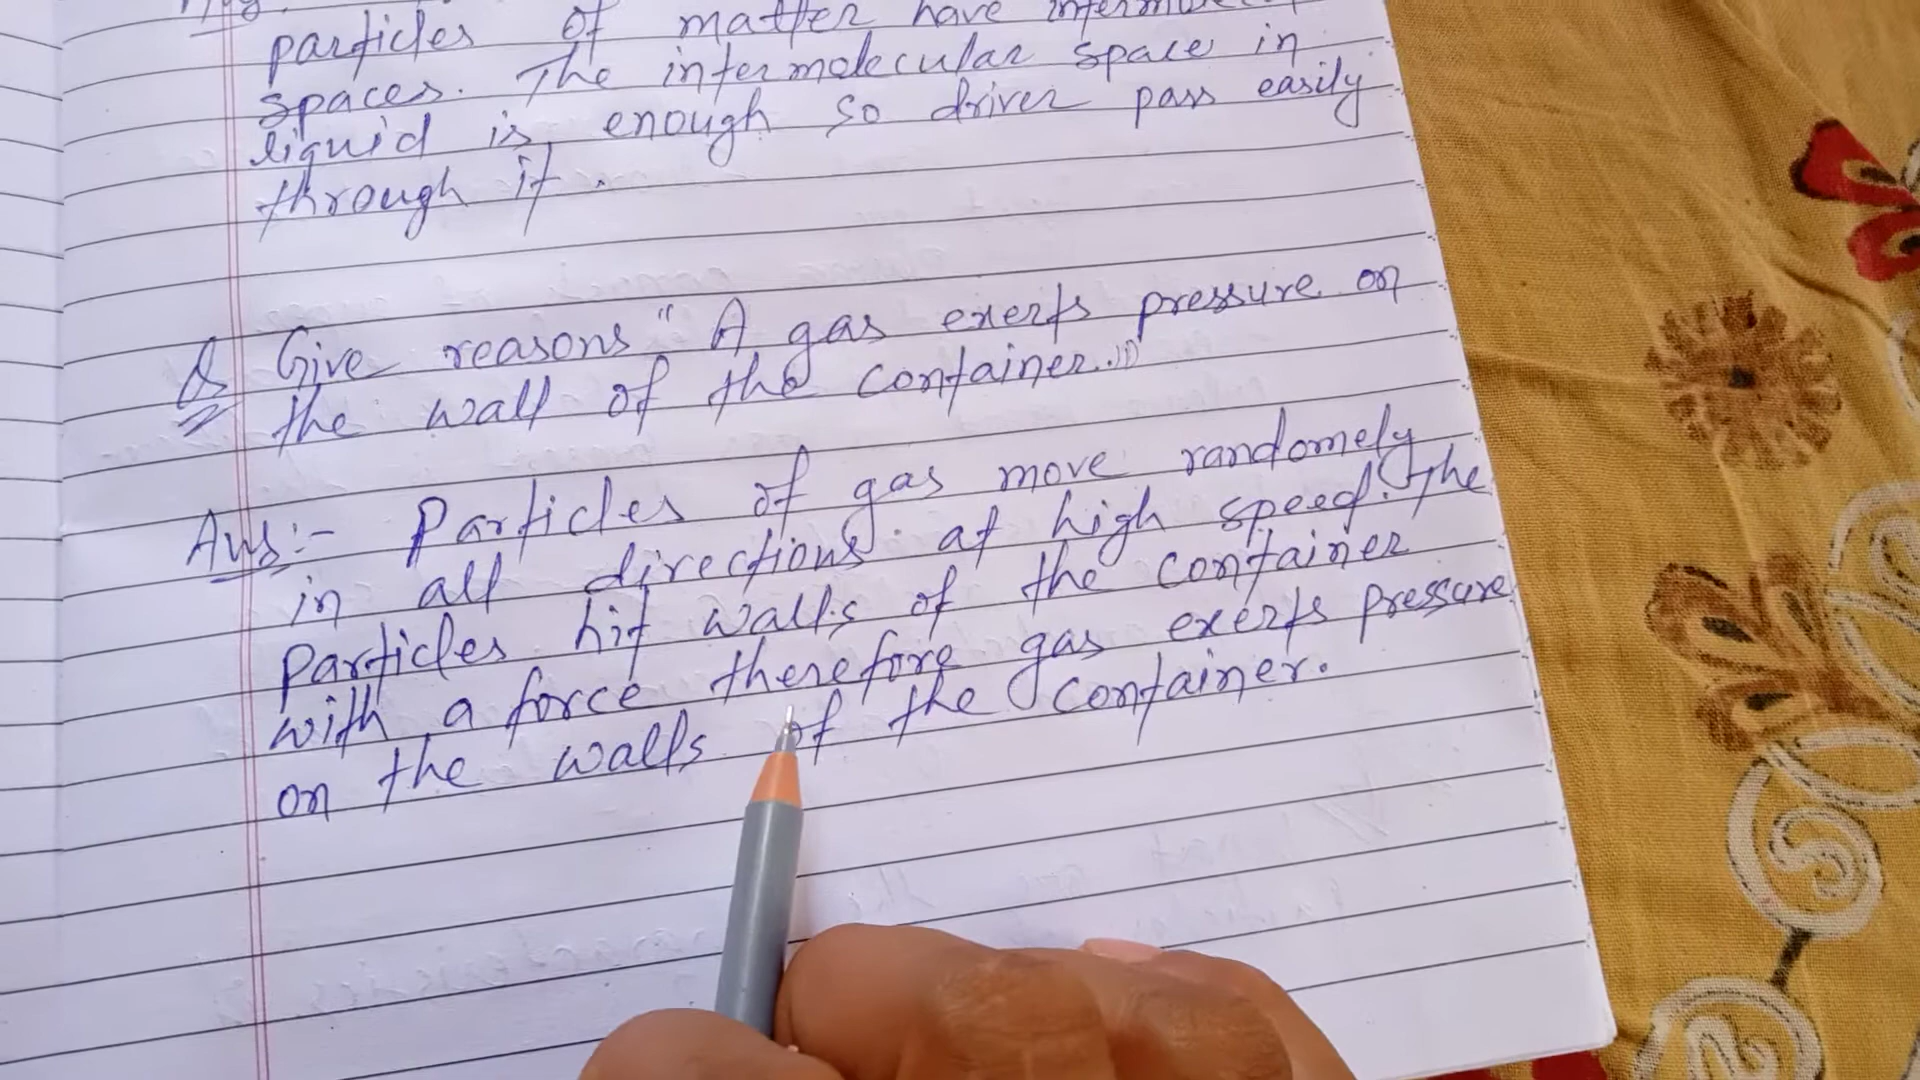 particles of matter have
spaces. The intermolecular space in
liquid is enough so driver pass easily
through it.
Q Give reasons " A gas exerts pressure on
the wall of the container."
Ans:- Particles of gas move randomely
in all directions at high speed. The
particles hit walls of the container
with a force therefore gas exerts pressure
on the walls of the container.